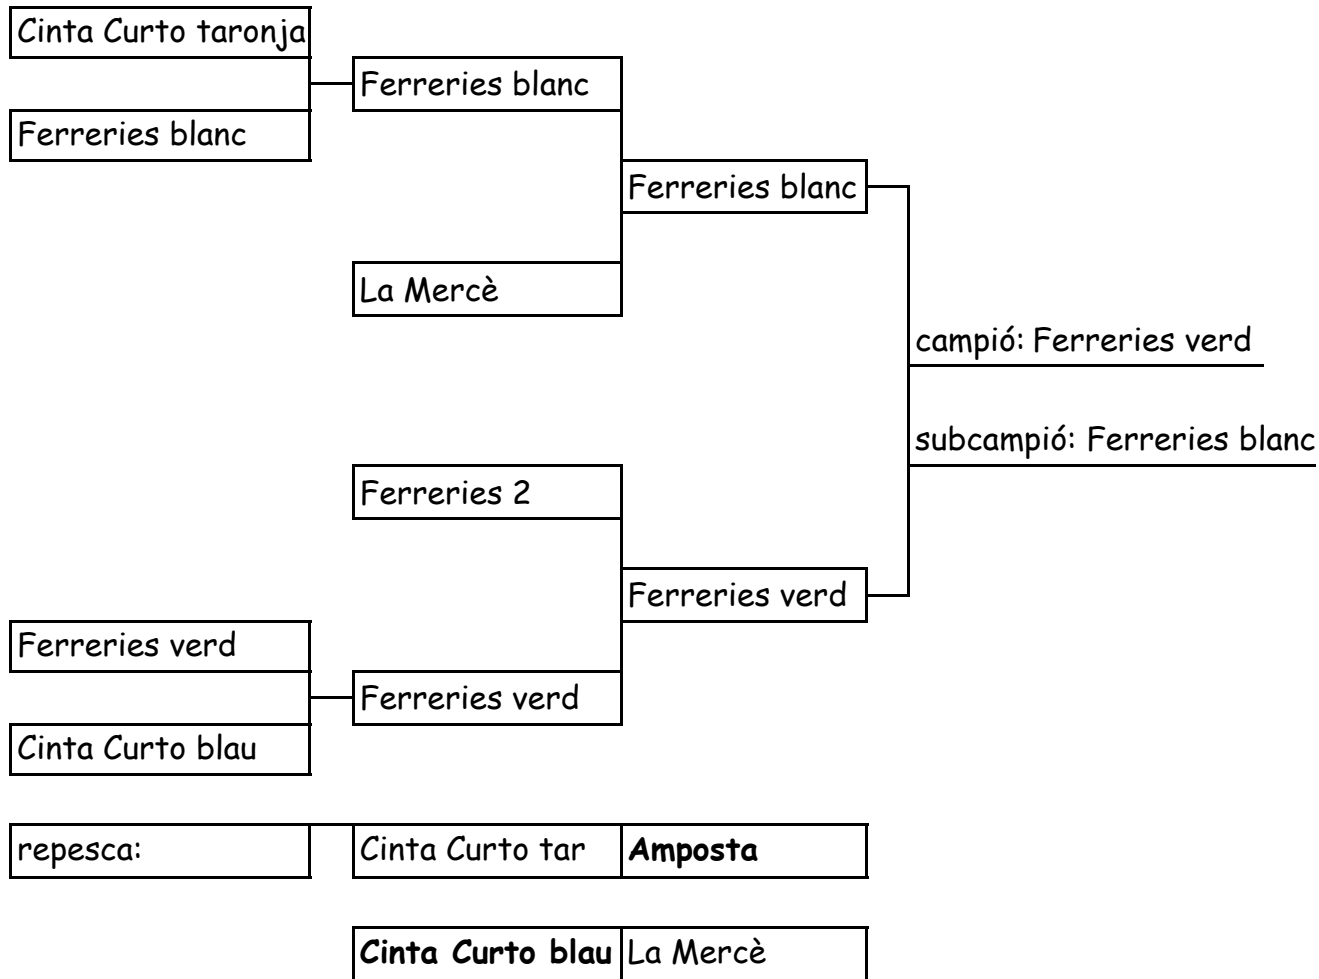 Cinta Curto taronja
Ferreries blanc
Ferreries blanc
Ferreries blanc
La Mercè
campió: Ferreries verd
subcampió: Ferreries blanc
Ferreries 2
Ferreries verd
Ferreries verd
Ferreries verd
Cinta Curto blau
repesca: Cinta Curto tar Amposta
Cinta Curto blau La Mercè